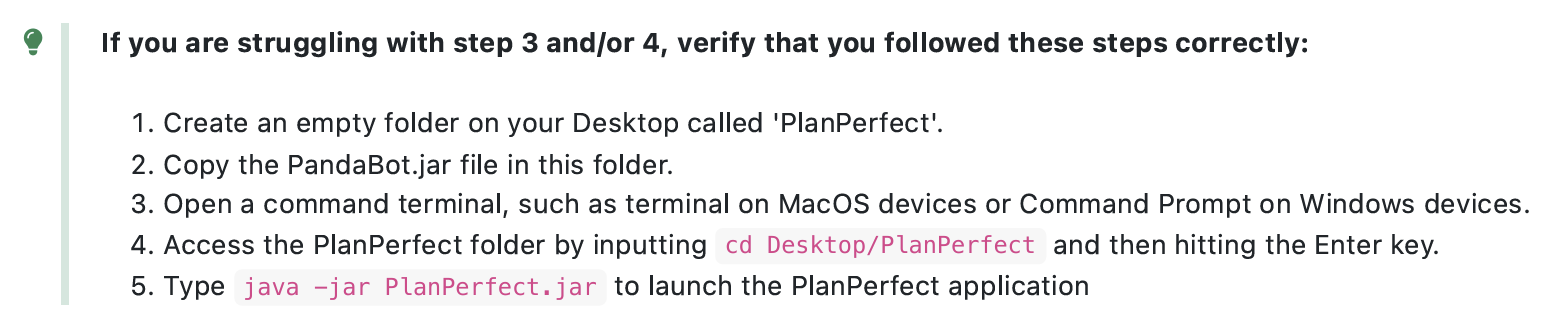 If you are struggling with step 3 and/or 4, verify that you followed these steps correctly:
1. Create an empty folder on your Desktop called 'PlanPerfect'.
2. Copy the PandaBot.jar file in this folder.
3. Open a command terminal, such as terminal on MacOS devices or Command Prompt on Windows devices.
4. Access the PlanPerfect folder by inputting cd Desktop/PlanPerfect and then hitting the Enter key.
5. Type java -jar PlanPerfect.jar to launch the PlanPerfect application